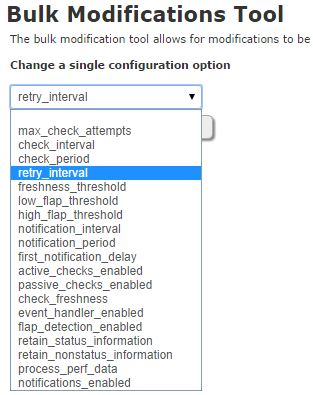 Bulk Modifications Tool
The bulk modification tool allows for modifications to be
Change a single configuration option
retry_interval
max_check_attempts
check_interval
check_period
retry_interval
freshness_threshold
low_flap_threshold
high_flap_threshold
notification_interval
notification_period
first_notification_delay
active_checks_enabled
passive_checks_enabled
check_freshness
event_handler_enabled
flap_detection_enabled
retain_status_information
retain_nonstatus_information
process_perf_data
notifications_enabled